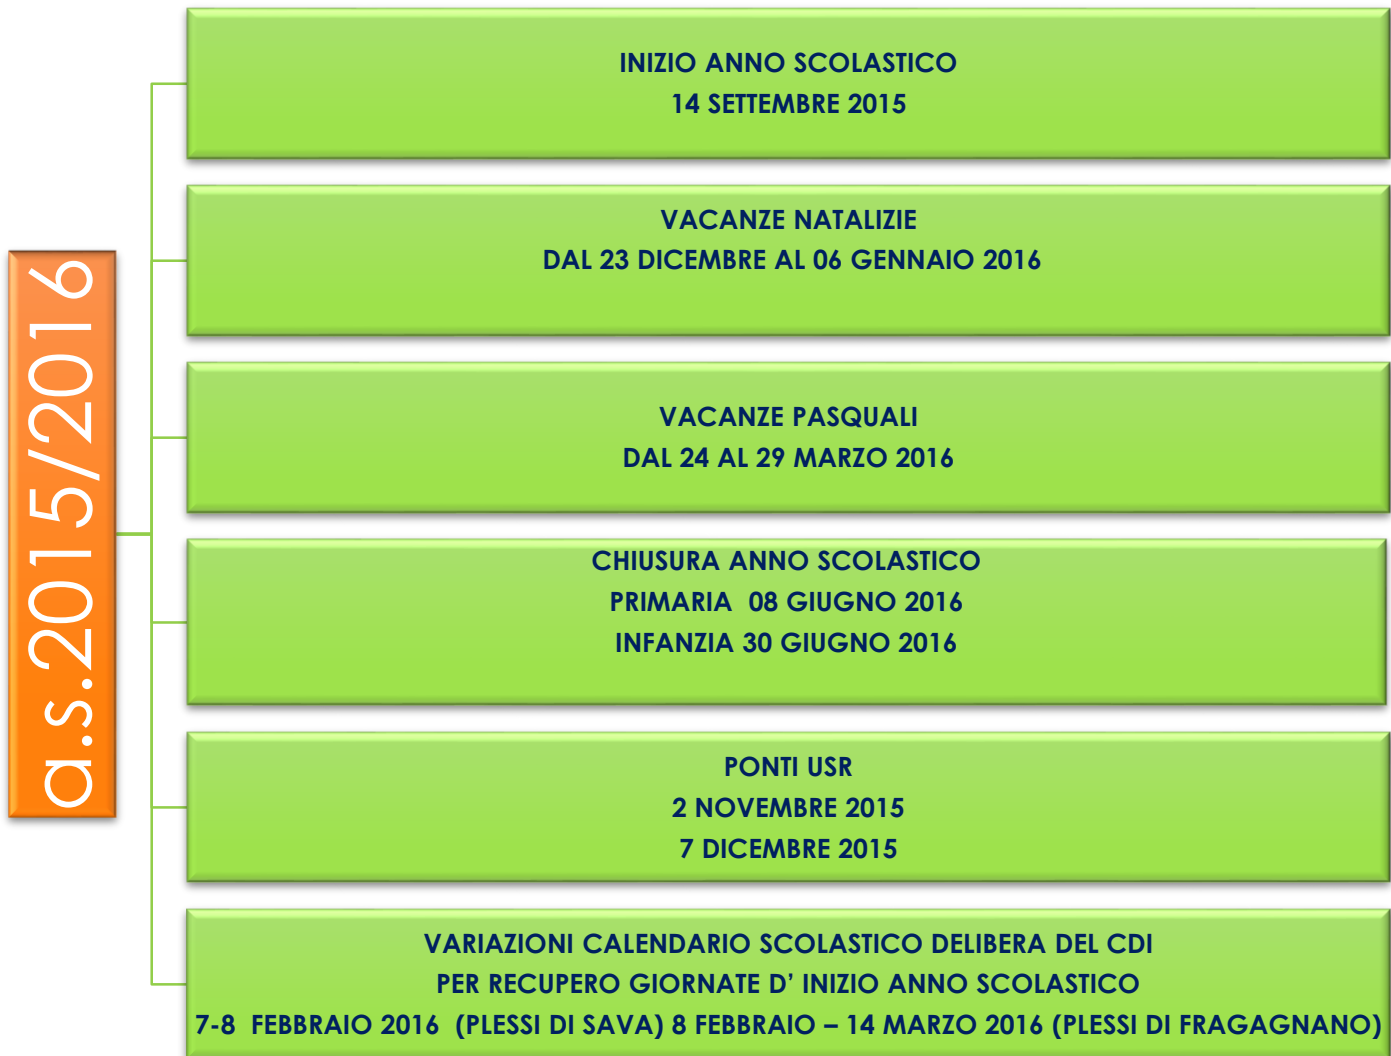 a.s.2015/2016
INIZIO ANNO SCOLASTICO
14 SETTEMBRE 2015
VACANZE NATALIZIE
DAL 23 DICEMBRE AL 06 GENNAIO 2016
VACANZE PASQUALI
DAL 24 AL 29 MARZO 2016
CHIUSURA ANNO SCOLASTICO
PRIMARIA  08 GIUGNO 2016
INFANZIA 30 GIUGNO 2016
PONTI USR
2 NOVEMBRE 2015
7 DICEMBRE 2015
VARIAZIONI CALENDARIO SCOLASTICO DELIBERA DEL CDI
PER RECUPERO GIORNATE D’ INIZIO ANNO SCOLASTICO
7-8  FEBBRAIO 2016  (PLESSI DI SAVA) 8 FEBBRAIO – 14 MARZO 2016 (PLESSI DI FRAGAGNANO)